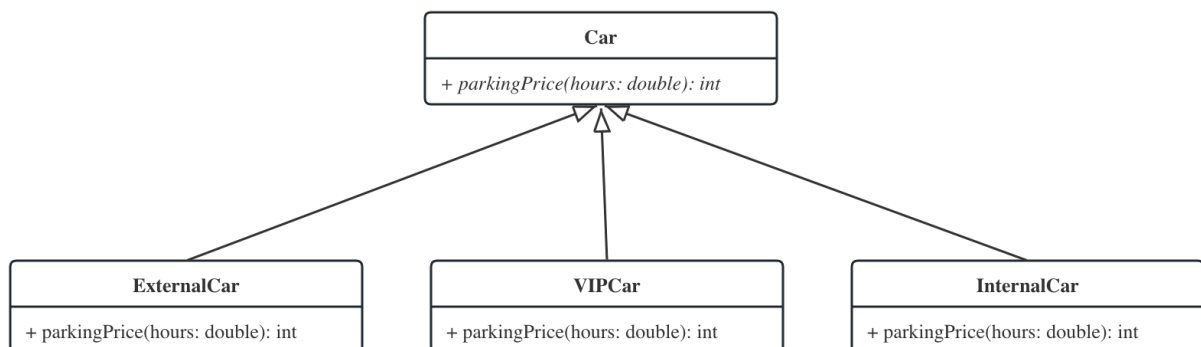 Car
+ parkingPrice(hours: double): int
ExternalCar
VIPCar
InternalCar
+ parkingPrice(hours: double): int
+ parkingPrice(hours: double): int
+ parkingPrice(hours: double): int